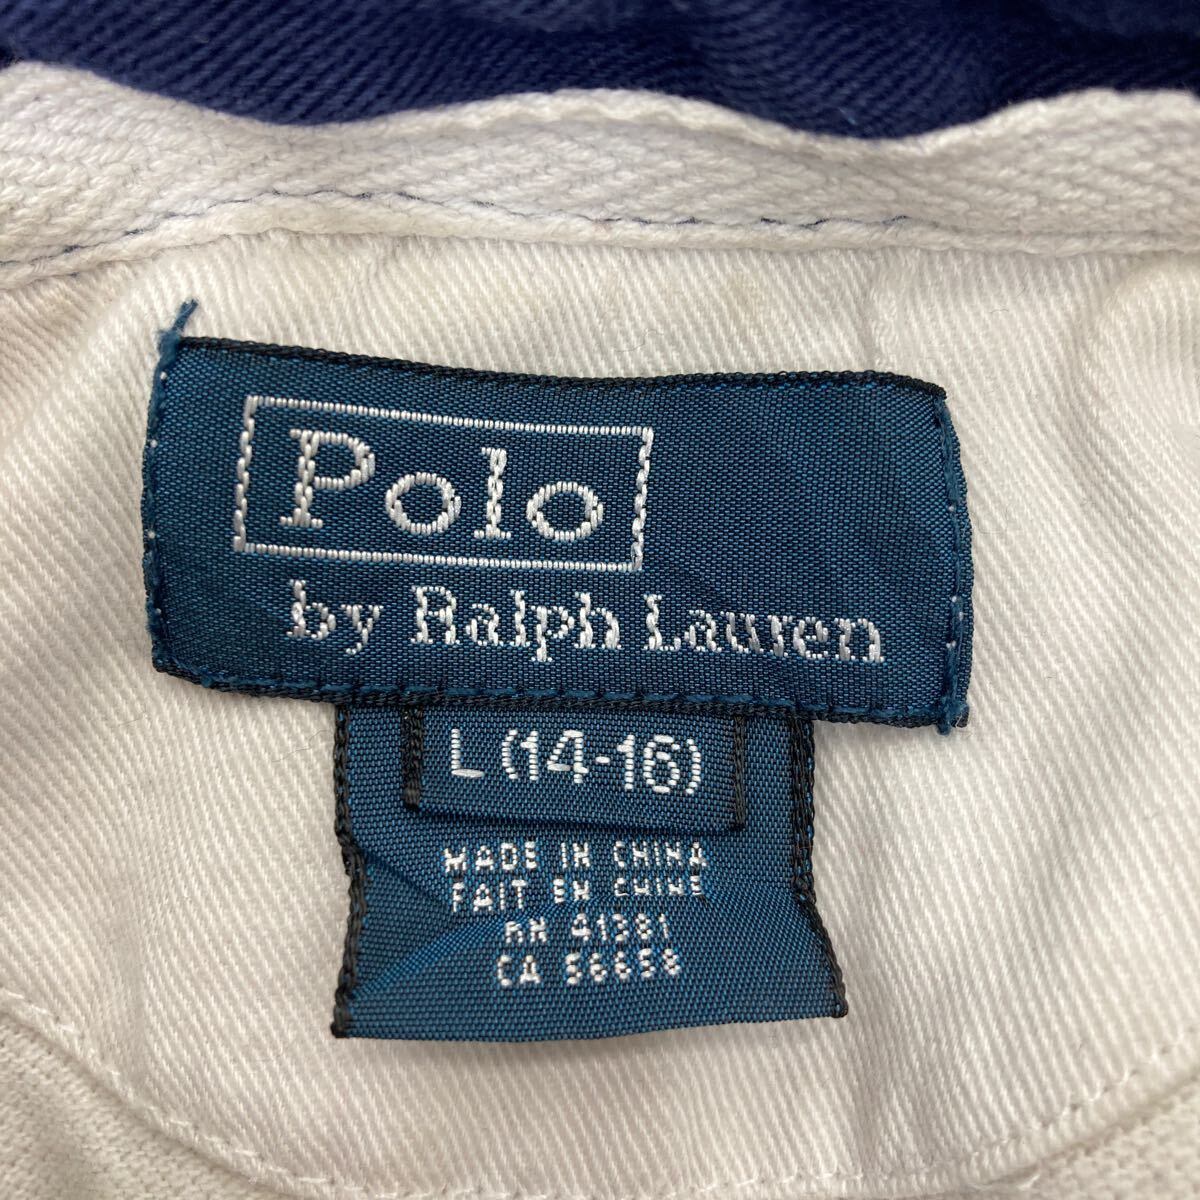 Polo
by Ralph Lauren
L (14-16)
MADE IN CHINA
FAIT EN CHINE
RN 41381
CA 56658